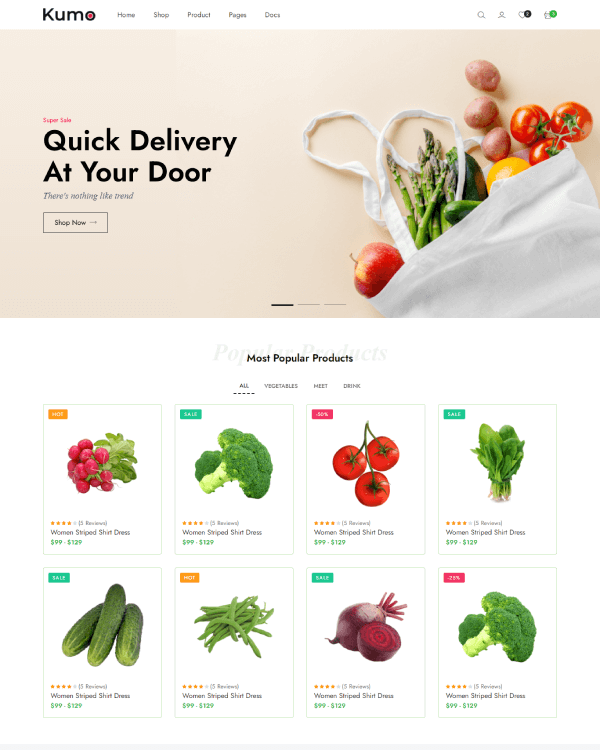 Kumo
Home Shop Product Pages Docs
2
Super Sale
Quick Delivery
At Your Door
There's nothing like trend
Shop Now →
Popular Products
Most Popular Products
ALL VEGETABLES MEET DRINK
HOT
SALE
-30%
SALE
(5 Reviews)
Women Striped Shirt Dress
$99 - $129
(5 Reviews)
Women Striped Shirt Dress
$99 - $129
(5 Reviews)
Women Striped Shirt Dress
$99 - $129
(5 Reviews)
Women Striped Shirt Dress
$99 - $129
SALE
HOT
SALE
-25%
(5 Reviews)
Women Striped Shirt Dress
$99 - $129
(5 Reviews)
Women Striped Shirt Dress
$99 - $129
(5 Reviews)
Women Striped Shirt Dress
$99 - $129
(5 Reviews)
Women Striped Shirt Dress
$99 - $129